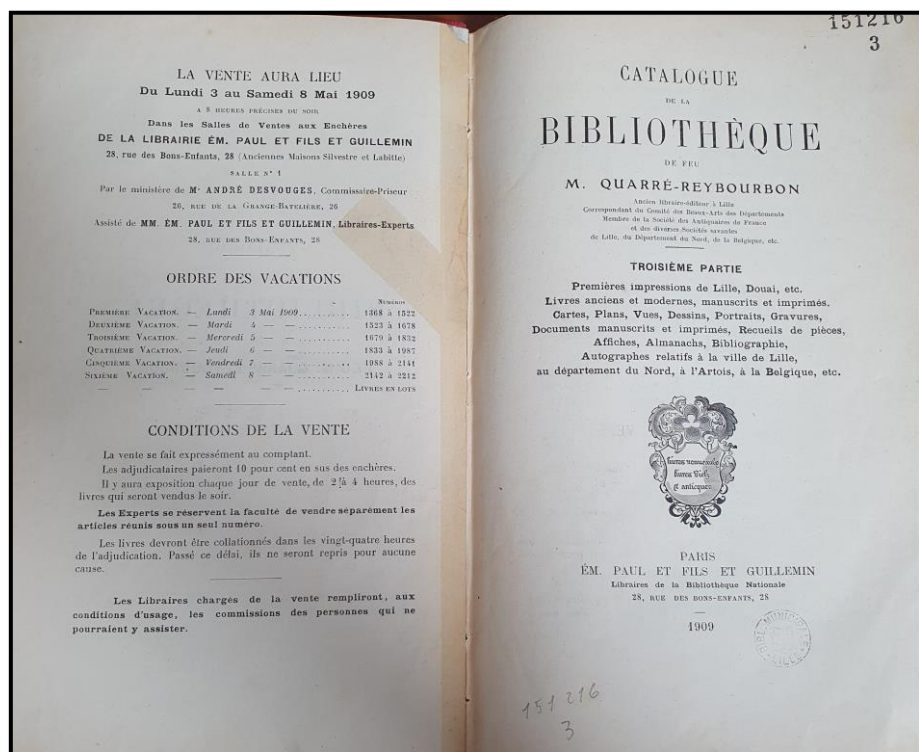 LA VENTE AURA LIEU
Du Lundi 3 au Samedi 8 Mai 1909
A 8 HEURES PRÉCISES DU SOIR
Dans les Salles de Ventes aux Enchères
DE LA LIBRAIRIE ÉM. PAUL ET FILS ET GUILLEMIN
28, rue des Bons-Enfants, 28 (Anciennes Maisons Silvestre et Labitte)
SALLE N° 1
Par le ministère de Me ANDRÉ DESVOUGES, Commissaire-Priseur
26, RUE DE LA GRANGE-BATELIÈRE, 26
Assisté de MM. ÉM. PAUL ET FILS ET GUILLEMIN, Libraires-Experts
28, RUE DES BONS-ENFANTS, 28
ORDRE DES VACATIONS
NUMÉROS
PREMIÈRE VACATION. — Lundi 3 Mai 1909 .......... 1368 à 1522
DEUXIÈME VACATION. — Mardi 4 — — .......... 1523 à 1678
TROISIÈME VACATION. — Mercredi 5 — — .......... 1679 à 1832
QUATRIÈME VACATION. — Jeudi 6 — — .......... 1833 à 1987
CINQUIÈME VACATION. — Vendredi 7 — — .......... 1988 à 2141
SIXIÈME VACATION. — Samedi 8 — — .......... 2142 à 2212
— — — — — .......... LIVRES EN LOTS
CONDITIONS DE LA VENTE
La vente se fait expressément au comptant.
Les adjudicataires paieront 10 pour cent en sus des enchères.
Il y aura exposition chaque jour de vente, de 2 à 4 heures, des
livres qui seront vendus le soir.
Les Experts se réservent la faculté de vendre séparément les
articles réunis sous un seul numéro.
Les livres devront être collationnés dans les vingt-quatre heures
de l'adjudication. Passé ce délai, ils ne seront repris pour aucune
cause.
Les Libraires chargés de la vente rempliront, aux
conditions d'usage, les commissions des personnes qui ne
pourraient y assister.
151216
3
CATALOGUE
DE LA
BIBLIOTHÈQUE
DE FEU
M. QUARRÉ-REYBOURBON
Ancien libraire-éditeur à Lille
Correspondant du Comité des Beaux-Arts des Départements
Membre de la Société des Antiquaires de France
et des diverses Sociétés savantes
de Lille, du Département du Nord, de la Belgique, etc.
TROISIÈME PARTIE
Premières impressions de Lille, Douai, etc.
Livres anciens et modernes, manuscrits et imprimés.
Cartes, Plans, Vues, Dessins, Portraits, Gravures,
Documents manuscrits et imprimés, Recueils de pièces,
Affiches, Almanachs, Bibliographie,
Autographes relatifs à la ville de Lille,
au département du Nord, à l'Artois, à la Belgique, etc.
PARIS
ÉM. PAUL ET FILS ET GUILLEMIN
Libraires de la Bibliothèque Nationale
28, RUE DES BONS-ENFANTS, 28
1909
BIBL. MUNICIPALE
LILLE
151 216
3